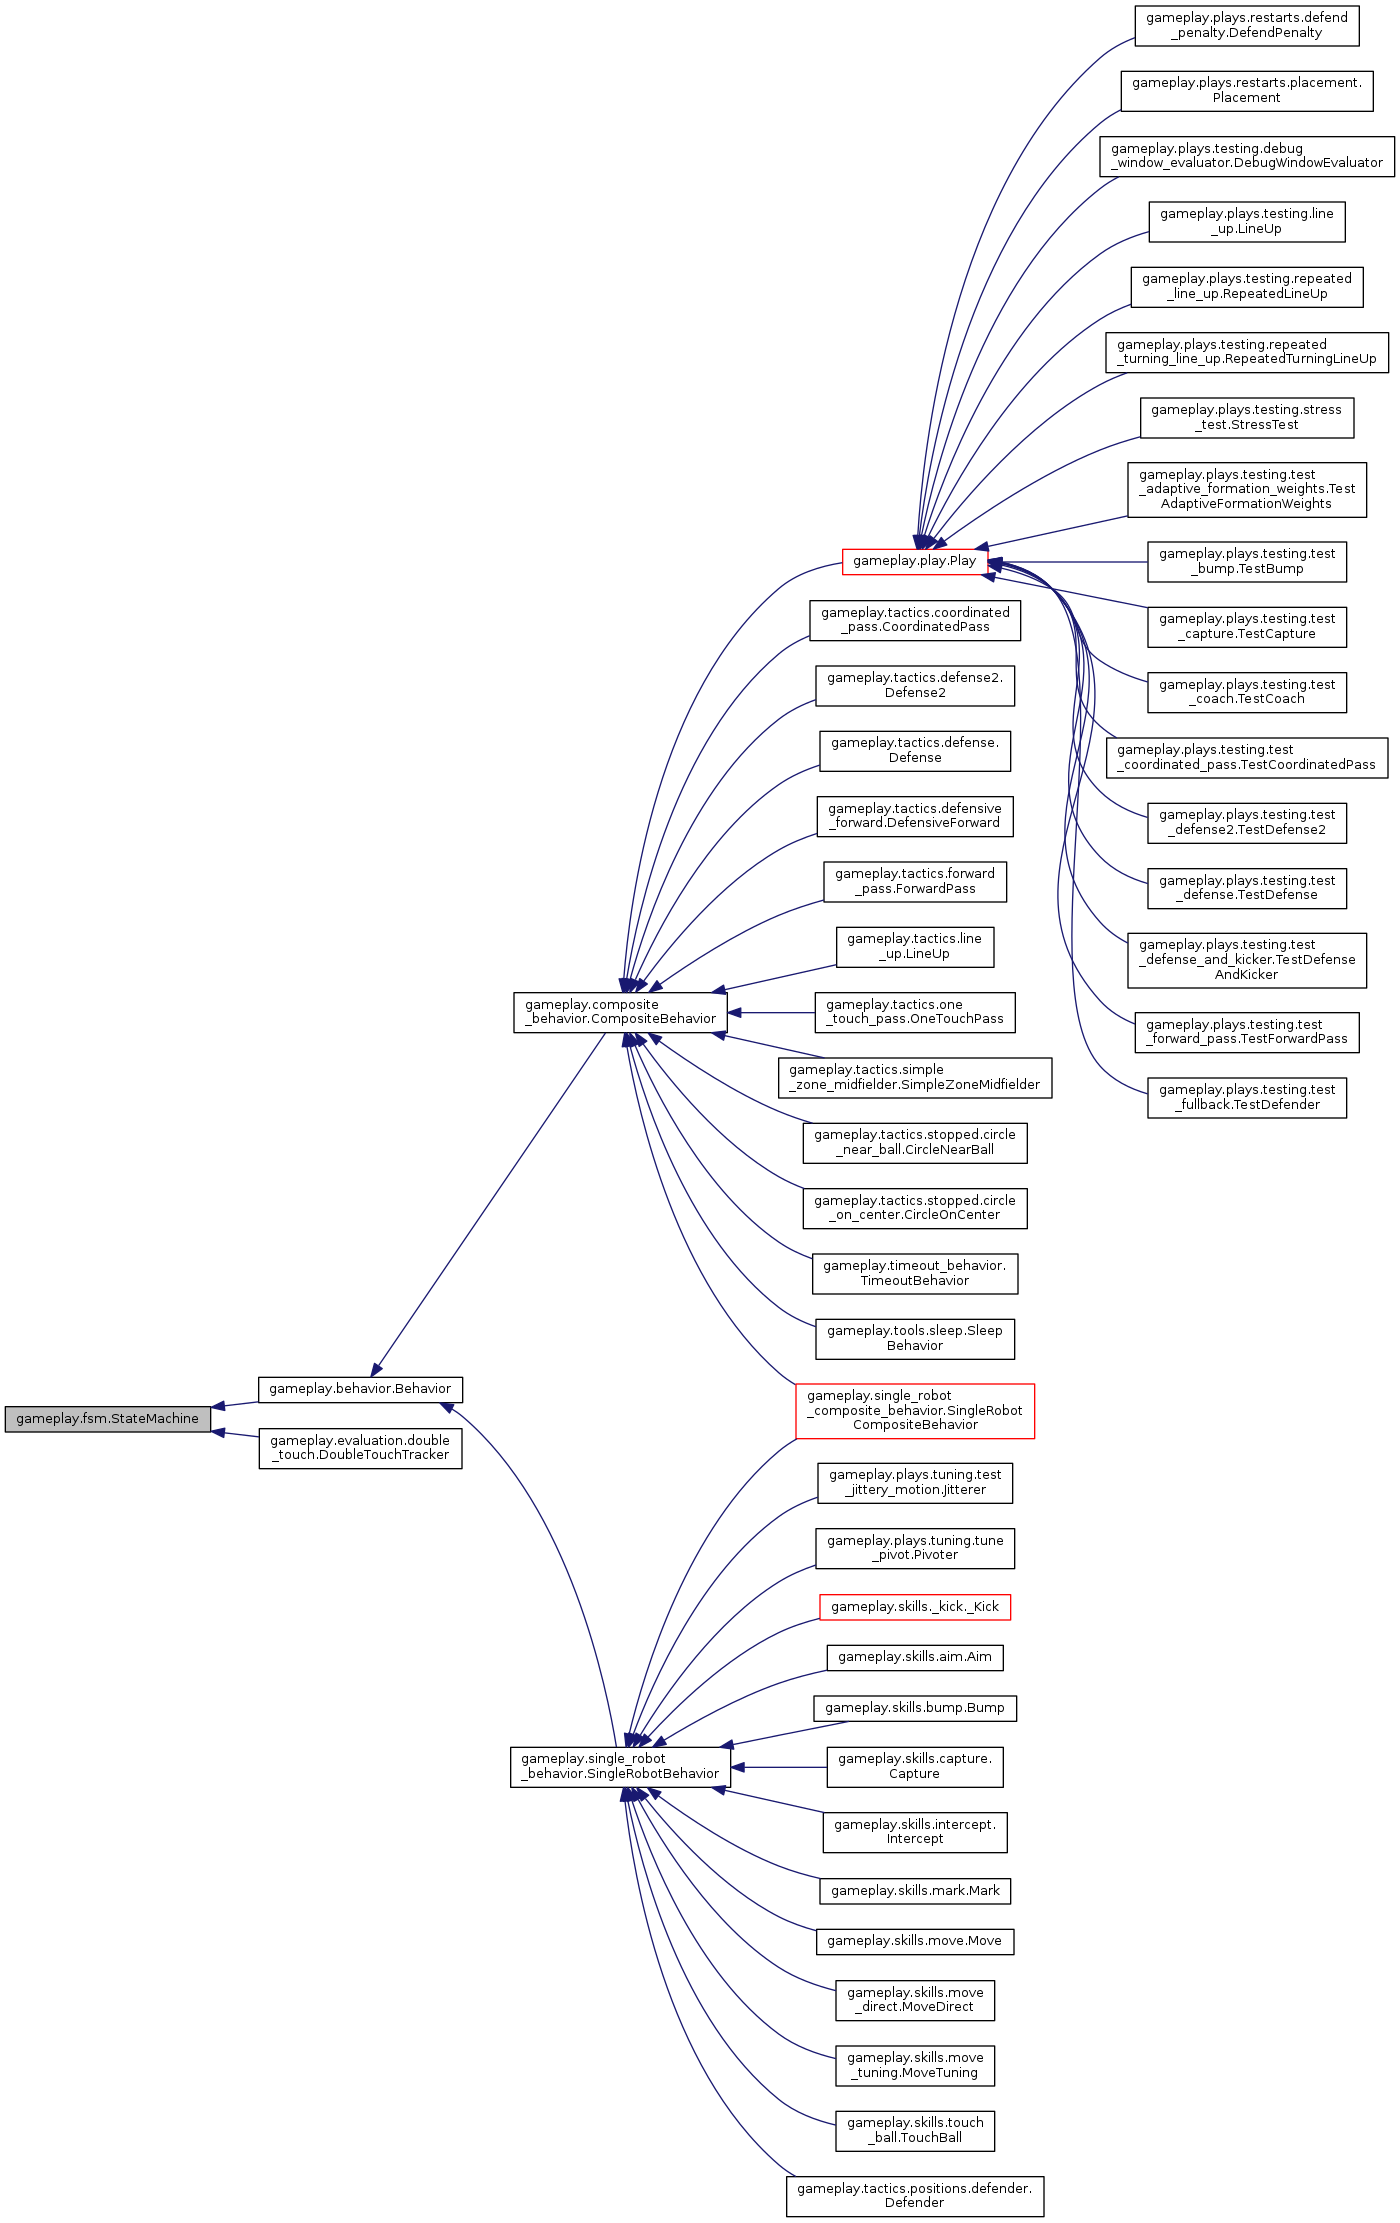 gameplay.plays.restarts.defend
_penalty.DefendPenalty
gameplay.plays.restarts.placement.
Placement
gameplay.plays.testing.debug
_window_evaluator.DebugWindowEvaluator
gameplay.plays.testing.line
_up.LineUp
gameplay.plays.testing.repeated
_line_up.RepeatedLineUp
gameplay.plays.testing.repeated
_turning_line_up.RepeatedTurningLineUp
gameplay.plays.testing.stress
_test.StressTest
gameplay.plays.testing.test
_adaptive_formation_weights.Test
AdaptiveFormationWeights
gameplay.play.Play
gameplay.plays.testing.test
_bump.TestBump
gameplay.plays.testing.test
_capture.TestCapture
gameplay.plays.testing.test
_coach.TestCoach
gameplay.plays.testing.test
_coordinated_pass.TestCoordinatedPass
gameplay.plays.testing.test
_defense2.TestDefense2
gameplay.plays.testing.test
_defense.TestDefense
gameplay.plays.testing.test
_defense_and_kicker.TestDefense
AndKicker
gameplay.plays.testing.test
_forward_pass.TestForwardPass
gameplay.plays.testing.test
_fullback.TestDefender
gameplay.tactics.coordinated
_pass.CoordinatedPass
gameplay.tactics.defense2.
Defense2
gameplay.tactics.defense.
Defense
gameplay.tactics.defensive
_forward.DefensiveForward
gameplay.tactics.forward
_pass.ForwardPass
gameplay.tactics.line
_up.LineUp
gameplay.composite
_behavior.CompositeBehavior
gameplay.tactics.one
_touch_pass.OneTouchPass
gameplay.tactics.simple
_zone_midfielder.SimpleZoneMidfielder
gameplay.tactics.stopped.circle
_near_ball.CircleNearBall
gameplay.tactics.stopped.circle
_on_center.CircleOnCenter
gameplay.timeout_behavior.
TimeoutBehavior
gameplay.tools.sleep.Sleep
Behavior
gameplay.behavior.Behavior
gameplay.fsm.StateMachine
gameplay.evaluation.double
_touch.DoubleTouchTracker
gameplay.single_robot
_composite_behavior.SingleRobot
CompositeBehavior
gameplay.plays.tuning.test
_jittery_motion.Jitterer
gameplay.plays.tuning.tune
_pivot.Pivoter
gameplay.skills._kick._Kick
gameplay.skills.aim.Aim
gameplay.skills.bump.Bump
gameplay.single_robot
_behavior.SingleRobotBehavior
gameplay.skills.capture.
Capture
gameplay.skills.intercept.
Intercept
gameplay.skills.mark.Mark
gameplay.skills.move.Move
gameplay.skills.move
_direct.MoveDirect
gameplay.skills.move
_tuning.MoveTuning
gameplay.skills.touch
_ball.TouchBall
gameplay.tactics.positions.defender.
Defender